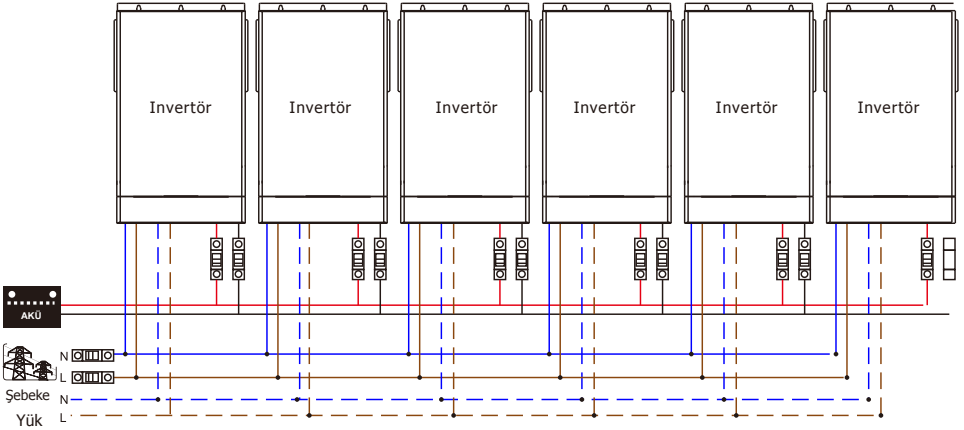 Invertör Invertör Invertör Invertör Invertör Invertör
AKÜ
N
L
Şebeke N
Yük L